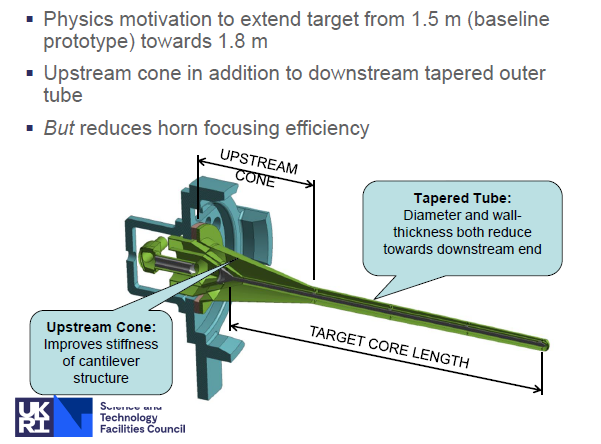 Physics motivation to extend target from 1.5 m (baseline
prototype) towards 1.8 m
Upstream cone in addition to downstream tapered outer
tube
But reduces horn focusing efficiency
UPSTREAM
CONE
Tapered Tube:
Diameter and wall-
thickness both reduce
towards downstream end
Upstream Cone:
Improves stiffness
of cantilever
structure
TARGET CORE LENGTH
UK
RI
Technology
Facilities Council